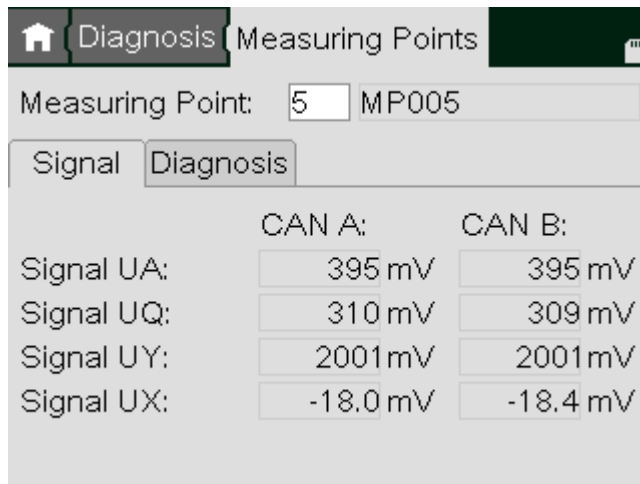 Diagnosis Measuring Points
Measuring Point: 5 MP005
Signal Diagnosis
CAN A: CAN B:
Signal UA: 395 mV 395 mV
Signal UQ: 310 mV 309 mV
Signal UY: 2001 mV 2001 mV
Signal UX: -18.0 mV -18.4 mV